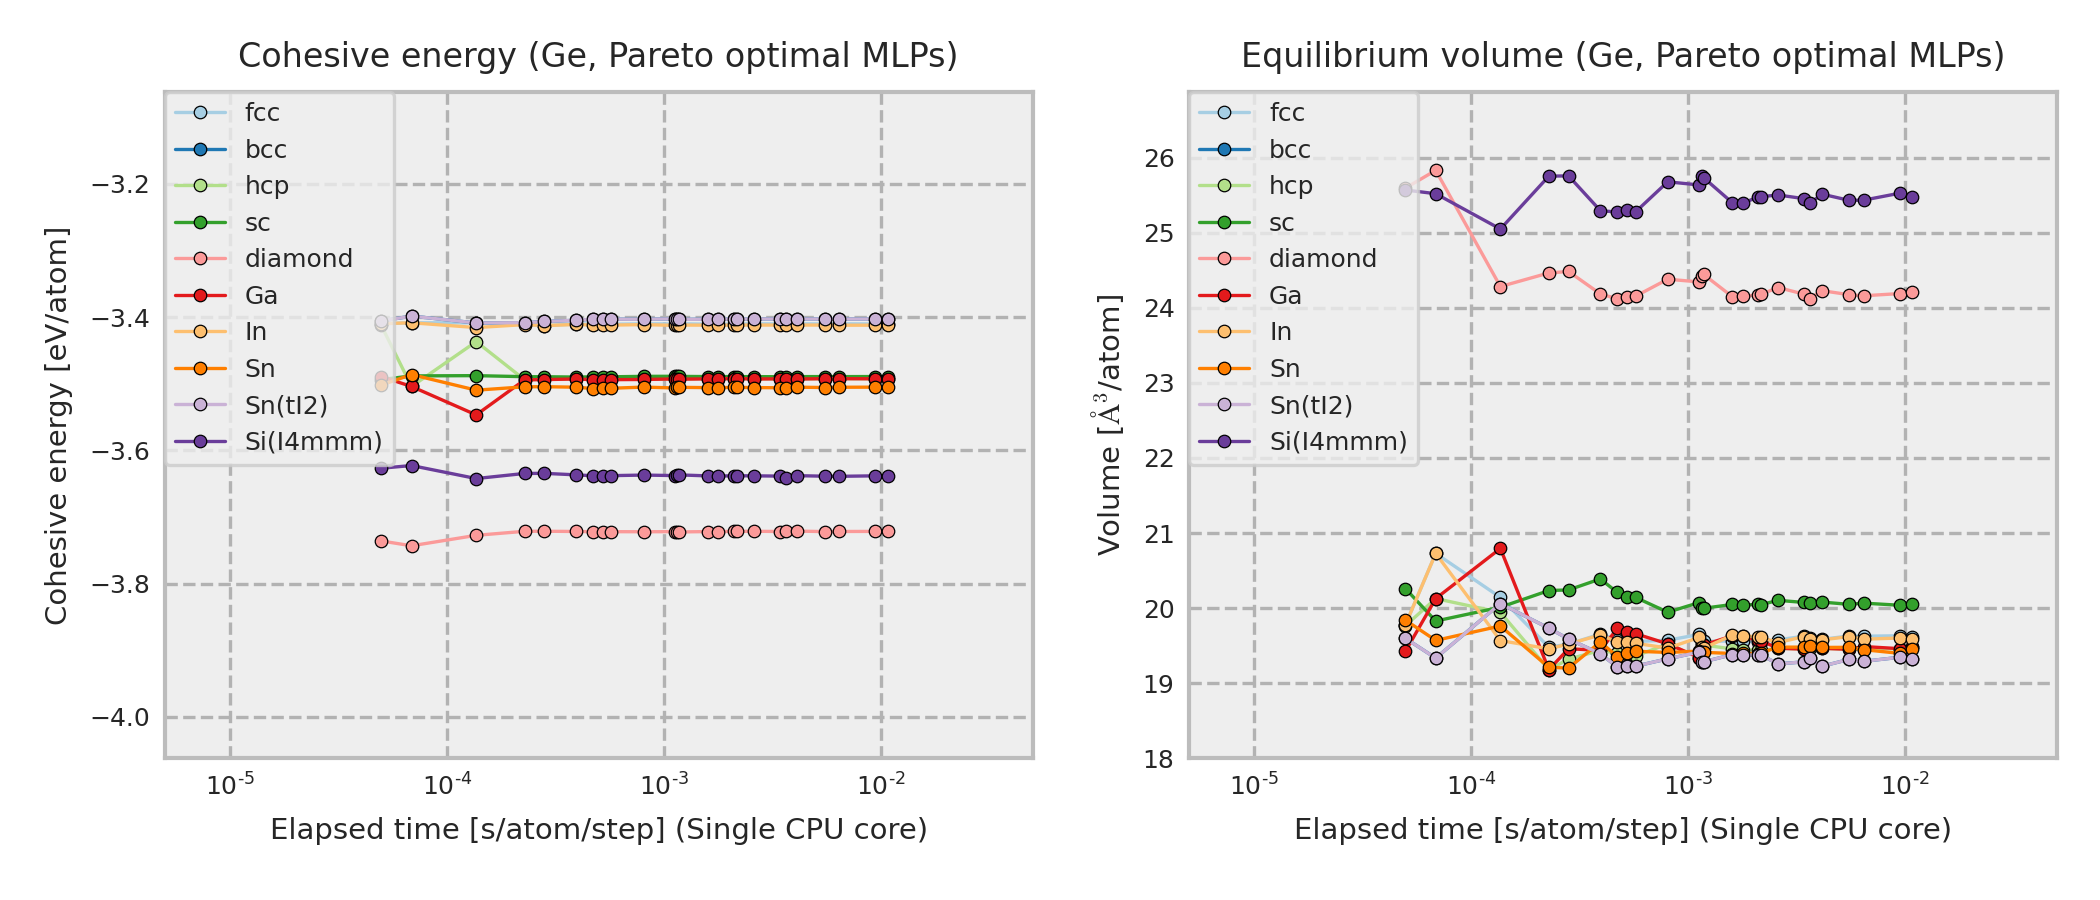 Cohesive energy (Ge, Pareto optimal MLPs)
fcc
bcc
hcp
sc
diamond
Ga
In
Sn
Sn(tI2)
Si(I4mmm)
−3.2
−3.4
−3.6
−3.8
−4.0
Cohesive energy [eV/atom]
10-5
10-4
10-3
10-2
Elapsed time [s/atom/step] (Single CPU core)
Equilibrium volume (Ge, Pareto optimal MLPs)
fcc
bcc
hcp
sc
diamond
Ga
In
Sn
Sn(tI2)
Si(I4mmm)
26
25
24
23
22
21
20
19
18
Volume [Å3/atom]
10-5
10-4
10-3
10-2
Elapsed time [s/atom/step] (Single CPU core)